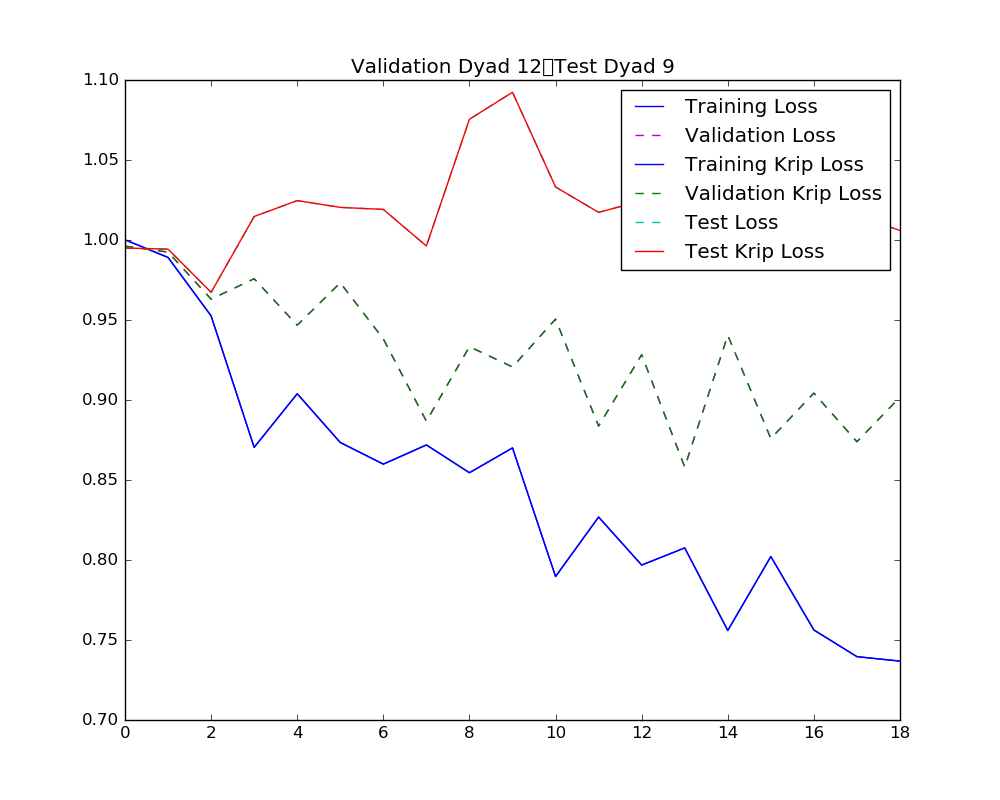 Validation Dyad 12▯Test Dyad 9
1.10
1.05
1.00
0.95
0.90
0.85
0.80
0.75
0.70
0 2 4 6 8 10 12 14 16 18
Training Loss
Validation Loss
Training Krip Loss
Validation Krip Loss
Test Loss
Test Krip Loss